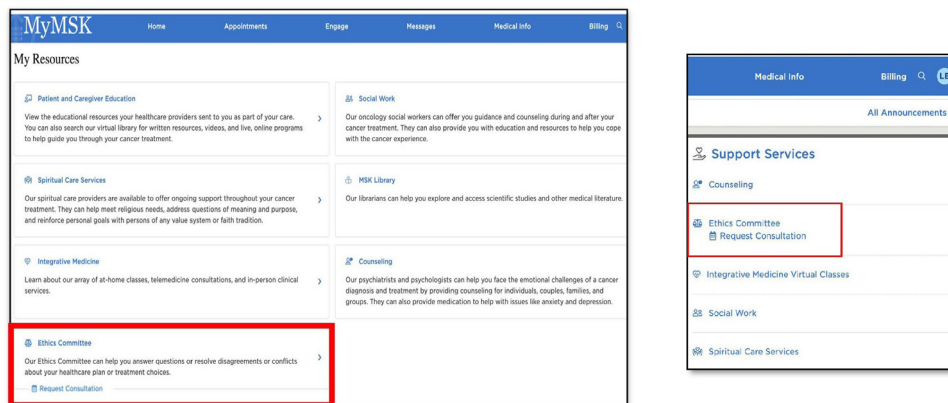 MyMSK
Home
Appointments
Engage
Messages
Medical Info
Billing
My Resources
Patient and Caregiver Education
View the educational resources your healthcare providers sent to you as part of your care.
You can also search our virtual library for written resources, videos, and live, online programs
to help guide you through your cancer treatment.
Social Work
Our oncology social workers can offer you guidance and counseling during and after your
cancer treatment. They can also provide you with education and resources to help you cope
with the cancer experience.
Spiritual Care Services
Our spiritual care providers are available to offer ongoing support throughout your cancer
treatment. They can help meet religious needs, address questions of meaning and purpose,
and reinforce personal goals with persons of any value system or faith tradition.
MSK Library
Our librarians can help you explore and access scientific studies and other medical literature.
Integrative Medicine
Learn about our array of at-home classes, telemedicine consultations, and in-person clinical
services.
Counseling
Our psychiatrists and psychologists can help you face the emotional challenges of a cancer
diagnosis and treatment by providing counseling for individuals, couples, families, and
groups. They can also provide medication to help with issues like anxiety and depression.
Ethics Committee
Our Ethics Committee can help you answer questions or resolve disagreements or conflicts
about your healthcare plan or treatment choices.
Request Consultation
Medical Info
Billing
LE
All Announcements
Support Services
Counseling
Ethics Committee
Request Consultation
Integrative Medicine Virtual Classes
Social Work
Spiritual Care Services